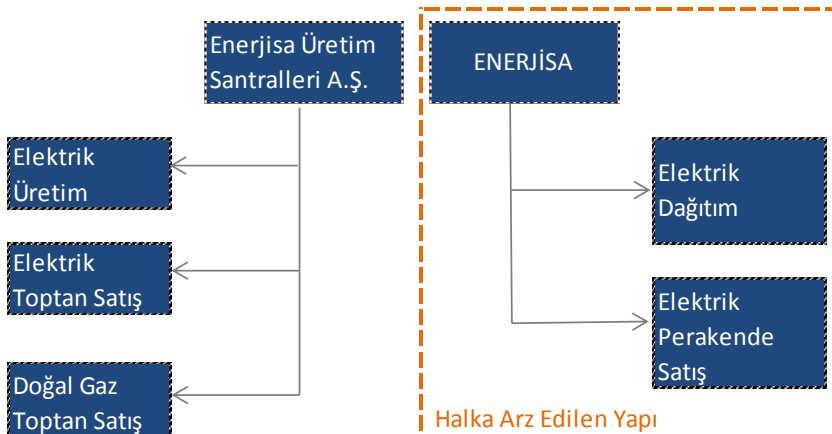 Enerjisa Üretim
Santralleri A.Ş.
ENERJİSA
Elektrik
Üretim
Elektrik
Toptan Satış
Doğal Gaz
Toptan Satış
Elektrik
Dağıtım
Elektrik
Perakende
Satış
Halka Arz Edilen Yapı